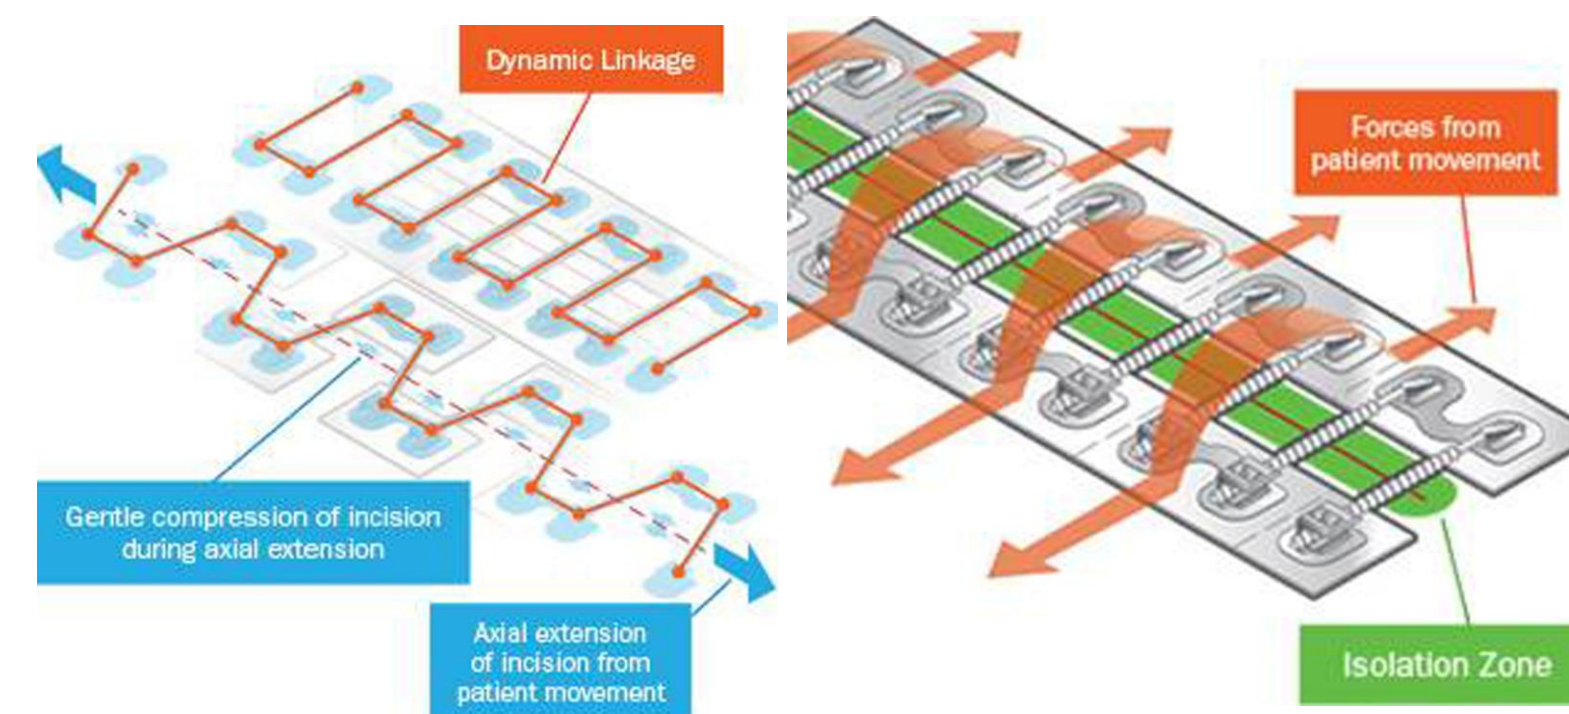 Dynamic Linkage
Gentle compression of incision
during axial extension
Axial extension
of incision from
patient movement
Forces from
patient movement
Isolation Zone